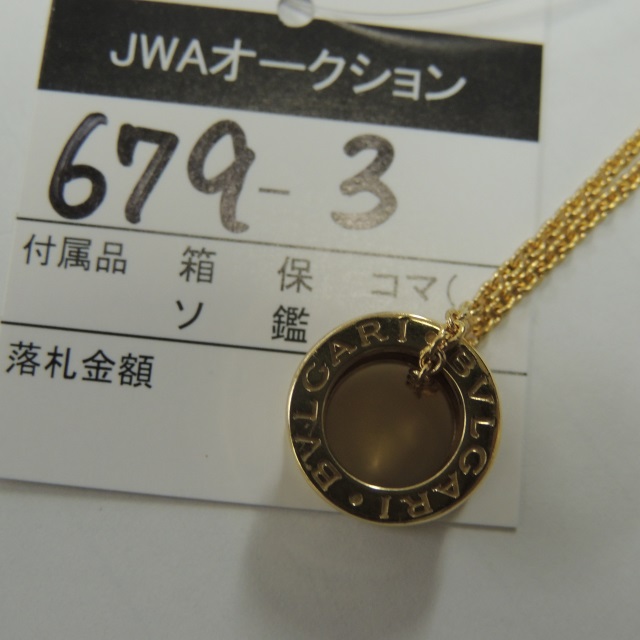 JWAオークション
679-3
付属品 箱 保 コマ(
ソ 鑑
落札金額
BVLGARI • BVLGARI •